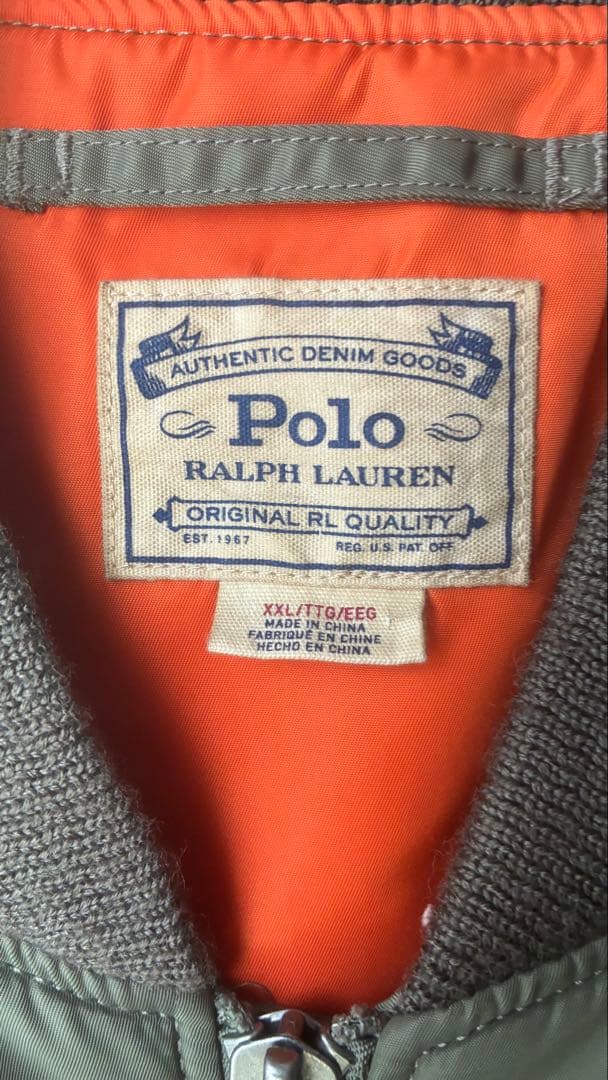 AUTHENTIC DENIM GOODS
Polo
RALPH LAUREN
ORIGINAL RL QUALITY
EST. 1967 REG. U.S. PAT. OFF.
XXL/TTG/EEG
MADE IN CHINA
FABRIQUÉ EN CHINE
HECHO EN CHINA